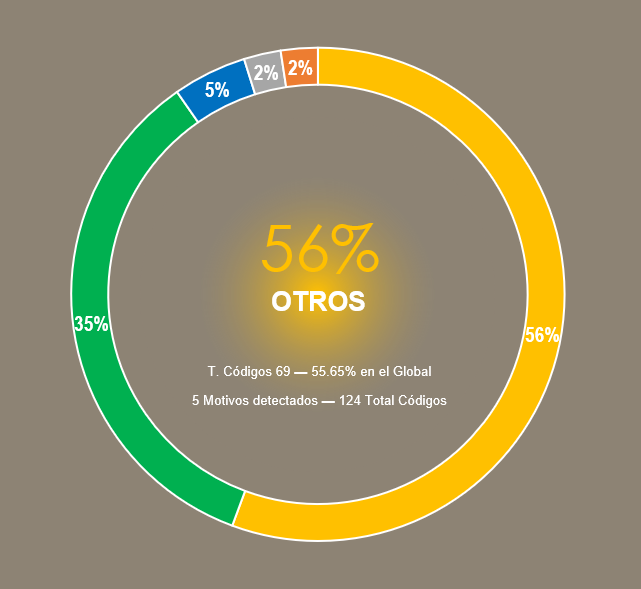 2%
2%
5%
56%
OTROS
35%
56%
T. Códigos 69 — 55.65% en el Global
5 Motivos detectados — 124 Total Códigos